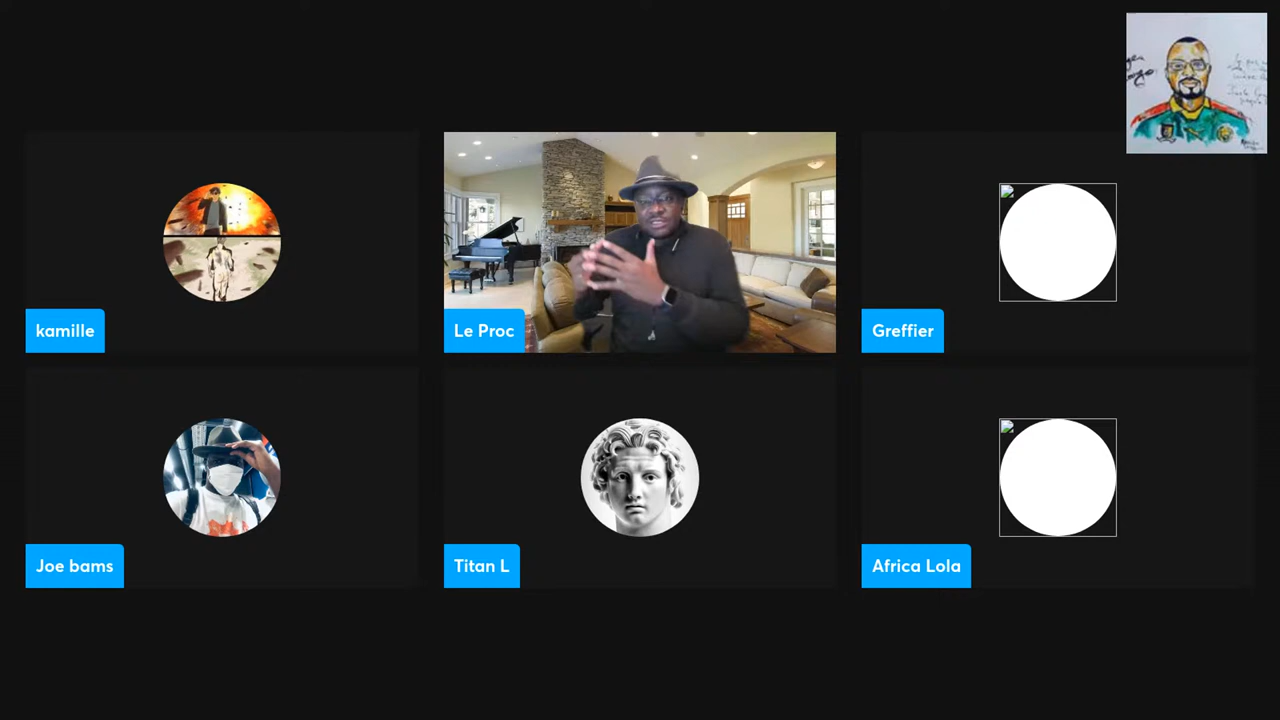 kamille
Le Proc
Greffier
Joe bams
Titan L
Africa Lola